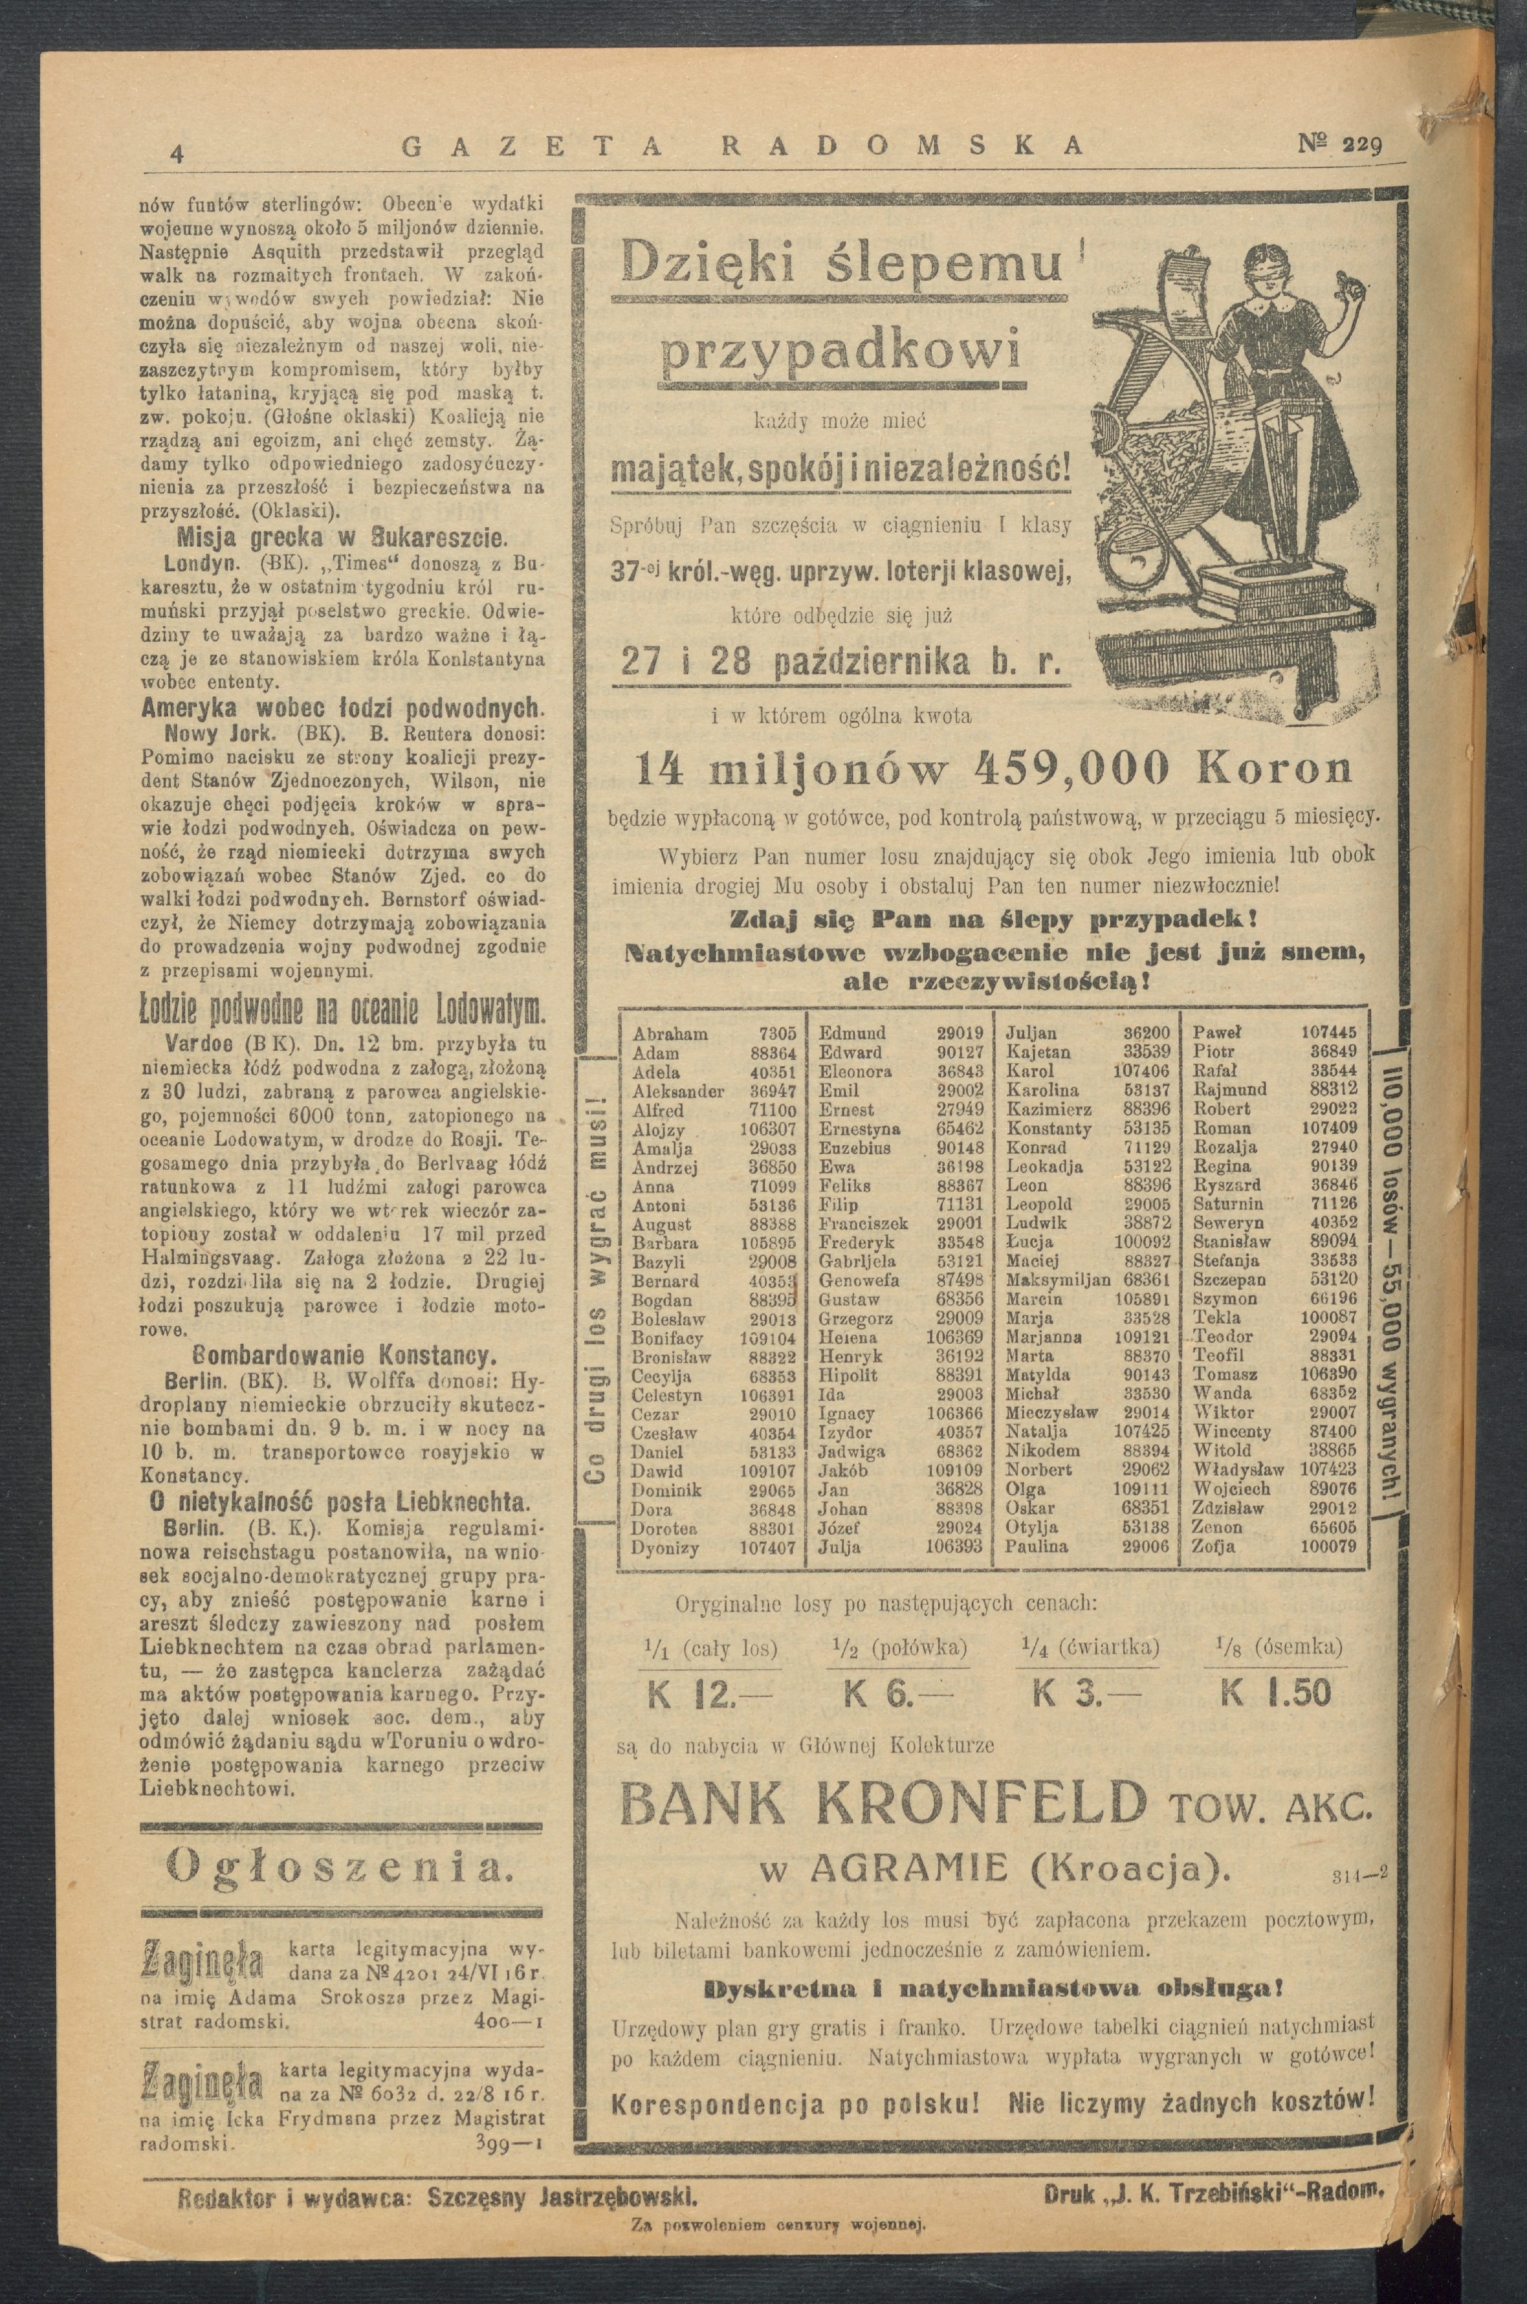 4
GAZETA RADOMSKA
№ 229
nów funtów sterlingów: Obecn'e wydatki
wojenne wynoszą około 5 miljonów dziennie.
Następnie Asquith przedstawił przegląd
walk na rozmaitych frontach. W zakoń-
czeniu wywodów swych powiedział: Nie
można dopuścić, aby wojna obecna skoń-
czyła się niezależnym od naszej woli, nie-
zaszczytnym kompromisem, który byłby
tylko łataniną, kryjącą się pod maską t.
zw. pokoju. (Głośne oklaski) Koalicją nie
rządzą ani egoizm, ani chęć zemsty. Żą-
damy tylko odpowiedniego zadosyćuczy-
nienia za przeszłość i bezpieczeństwa na
przyszłość. (Oklaski).
Misja grecka w Bukareszcie.
Londyn. (BK). „Times“ donoszą z Bu-
karesztu, że w ostatnim tygodniu król ru-
muński przyjął poselstwo greckie. Odwie-
dziny te uważają za bardzo ważne i łą-
czą je ze stanowiskiem króla Konlstantyna
wobec ententy.
Ameryka wobec łodzi podwodnych.
Nowy Jork. (BK). B. Reutera donosi:
Pomimo nacisku ze strony koalicji prezy-
dent Stanów Zjednoczonych, Wilson, nie
okazuje chęci podjęcia kroków w spra-
wie łodzi podwodnych. Oświadcza on pew-
ność, że rząd niemiecki dotrzyma swych
zobowiązań wobec Stanów Zjed. co do
walki łodzi podwodnych. Bernstorf oświad-
czył, że Niemcy dotrzymają zobowiązania
do prowadzenia wojny podwodnej zgodnie
z przepisami wojennymi.
Łodzie podwodne na oceanie Lodowatym.
Vardoe (BK). Dn. 12 bm. przybyła tu
niemiecka łódź podwodna z załogą, złożoną
z 30 ludzi, zabraną z parowca angielskie-
go, pojemności 6000 tonn, zatopionego na
oceanie Lodowatym, w drodze do Rosji. Te-
gosamego dnia przybyła do Berlvaag łódź
ratunkowa z 11 ludźmi załogi parowca
angielskiego, który we wtorek wieczór za-
topiony został w oddaleniu 17 mil przed
Halmingsvaag. Załoga złożona z 22 lu-
dzi, rozdzieliła się na 2 łodzie. Drugiej
łodzi poszukują parowce i łodzie moto-
rowe.
Bombardowanie Konstancy.
Berlin. (BK). B. Wolffa donosi: Hy-
droplany niemieckie obrzuciły skutecz-
nie bombami dn. 9 b. m. i w nocy na
10 b. m. transportowce rosyjskie w
Konstancy.
O nietykalność posła Liebknechta.
Berlin. (B. K.). Komisja regulami-
nowa reischstagu postanowiła, na wnio-
sek socjalno-demokratycznej grupy pra-
cy, aby znieść postępowanie karne i
areszt śledczy zawieszony nad posłem
Liebknechtem na czas obrad parlamen-
tu, — że zastępca kanclerza zażądać
ma aktów postępowania karnego. Przy-
jęto dalej wniosek soc. dem., aby
odmówić żądaniu sądu wToruniu o wdro-
żenie postępowania karnego przeciw
Liebknechtowi.
Ogłoszenia.
Zaginęła karta legitymacyjna wy-
dana za № 4201 24/VI 16 r.
na imię Adama Srokosza przez Magi-
strat radomski. 400—1
Zaginęła karta legitymacyjna wyda-
na za № 6032 d. 22/8 16 r.
na imię Icka Frydmana przez Magistrat
radomski. 399—1
Dzięki ślepemu
przypadkowi
każdy może mieć
majątek, spokój i niezależność!
Spróbuj Pan szczęścia w ciągnieniu I klasy
37-ej król.-węg. uprzyw. loterji klasowej,
które odbędzie się już
27 i 28 października b. r.
i w którem ogólna kwota
14 miljonów 459,000 Koron
będzie wypłaconą w gotówce, pod kontrolą państwową, w przeciągu 5 miesięcy.
Wybierz Pan numer losu znajdujący się obok Jego imienia lub obok
imienia drogiej Mu osoby i obstaluj Pan ten numer niezwłocznie!
Zdaj się Pan na ślepy przypadek!
Natychmiastowe wzbogacenie nie jest już snem,
ale rzeczywistością!
Co drugi los wygrać musi!
Abraham 7305 Edmund 29019 Juljan 36200 Paweł 107445
Adam 88364 Edward 90127 Kajetan 33539 Piotr 36849
Adela 40351 Eleonora 36843 Karol 107406 Rafał 33544
Aleksander 36947 Emil 29002 Karolina 53137 Rajmund 88312
Alfred 71100 Ernest 27949 Kazimierz 88396 Robert 29022
Alojzy 106307 Ernestyna 65462 Konstanty 53135 Roman 107409
Amalja 29033 Euzebius 90148 Konrad 71129 Rozalja 27940
Andrzej 36850 Ewa 36198 Leokadja 53122 Regina 90139
Anna 71099 Feliks 88367 Leon 88396 Ryszard 36846
Antoni 53136 Filip 71131 Leopold 29005 Saturnin 71126
August 88388 Franciszek 29001 Ludwik 38872 Seweryn 40352
Barbara 105895 Frederyk 33548 Łucja 100092 Stanisław 89094
Bazyli 29008 Gabrljela 53121 Maciej 88327 Stefanja 33533
Bernard 40353 Genowefa 87498 Maksymiljan 68361 Szczepan 53120
Bogdan 88395 Gustaw 68356 Marcin 105891 Szymon 66196
Bolesław 29013 Grzegorz 29009 Marja 33528 Tekla 100087
Bonifacy 109104 Helena 106369 Marjanna 109121 Teodor 29094
Bronisław 88322 Henryk 36192 Marta 88370 Teofil 88331
Cecylja 68353 Hipolit 88391 Matylda 90143 Tomasz 106390
Celestyn 106391 Ida 29003 Michał 33530 Wanda 68352
Cezar 29010 Ignacy 106366 Mieczysław 29014 Wiktor 29007
Czesław 40354 Izydor 40357 Natalja 107425 Wincenty 87400
Daniel 53133 Jadwiga 68362 Nikodem 88394 Witold 38865
Dawid 109107 Jakób 109109 Norbert 29062 Władysław 107423
Dominik 29065 Jan 36828 Olga 109111 Wojciech 89076
Dora 36848 Johan 88398 Oskar 68351 Zdzisław 29012
Dorotea 88301 Józef 29024 Otylja 53138 Zenon 65605
Dyonizy 107407 Julja 106393 Paulina 29006 Zofja 100079
110,000 losów—55,000 wygranych!
Oryginalne losy po następujących cenach:
1/1 (cały los) 1/2 (połówka) 1/4 (ćwiartka) 1/8 (ósemka)
K 12.— K 6.— K 3.— K 1.50
są do nabycia w Głównej Kolekturze
BANK KRONFELD TOW. AKC.
w AGRAMIE (Kroacja). 314—2
Należność za każdy los musi być zapłacona przekazem pocztowym,
lub biletami bankowemi jednocześnie z zamówieniem.
Dyskretna i natychmiastowa obsługa!
Urzędowy plan gry gratis i franko. Urzędowe tabelki ciągnień natychmiast
po każdem ciągnieniu. Natychmiastowa wypłata wygranych w gotówce!
Korespondencja po polsku! Nie liczymy żadnych kosztów!
Redaktor i wydawca: Szczęsny Jastrzębowski.
Druk „J. K. Trzebiński“-Radom.
Za pozwoleniem cenzury wojennej.